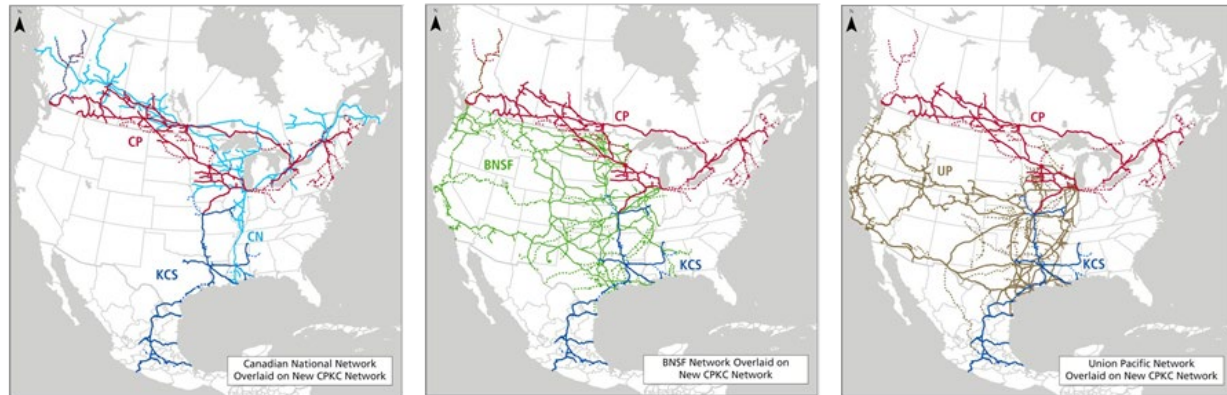 N
CP
CN
KCS
Canadian National Network
Overlaid on New CPKC Network
N
CP
BNSF
KCS
BNSF Network Overlaid on
New CPKC Network
N
CP
UP
KCS
Union Pacific Network
Overlaid on New CPKC Network